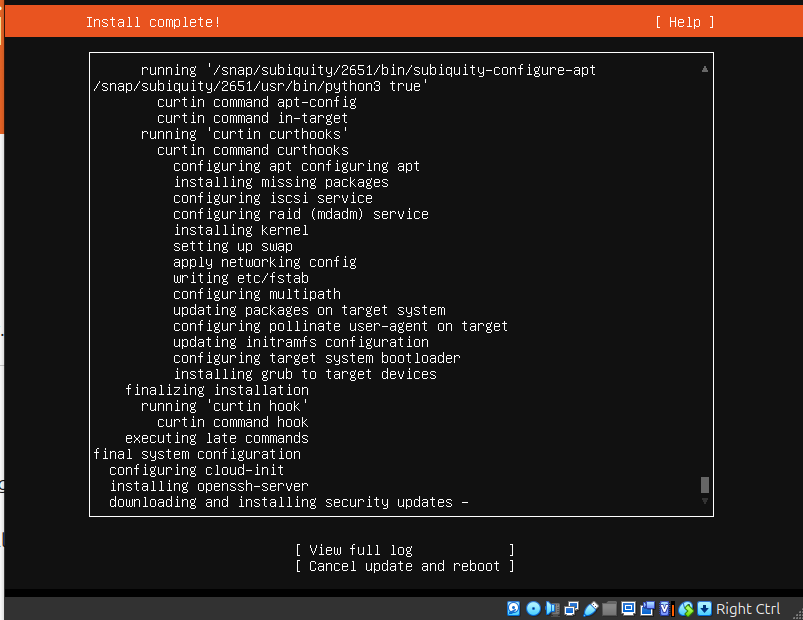 Install complete!
[ Help ]
running '/snap/subiquity/2651/bin/subiquity-configure-apt
/snap/subiquity/2651/usr/bin/python3 true'
curtin command apt-config
curtin command in-target
running 'curtin curthooks'
curtin command curthooks
configuring apt configuring apt
installing missing packages
configuring iscsi service
configuring raid (mdadm) service
installing kernel
setting up swap
apply networking config
writing etc/fstab
configuring multipath
updating packages on target system
configuring pollinate user-agent on target
updating initramfs configuration
configuring target system bootloader
installing grub to target devices
finalizing installation
running 'curtin hook'
curtin command hook
executing late commands
final system configuration
configuring cloud-init
installing openssh-server
downloading and installing security updates -
[ View full log ]
[ Cancel update and reboot ]
Right Ctrl